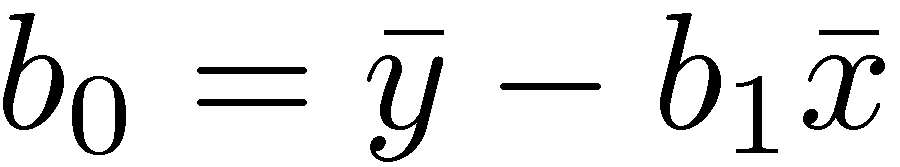 b₀ = ȳ − b₁x̄